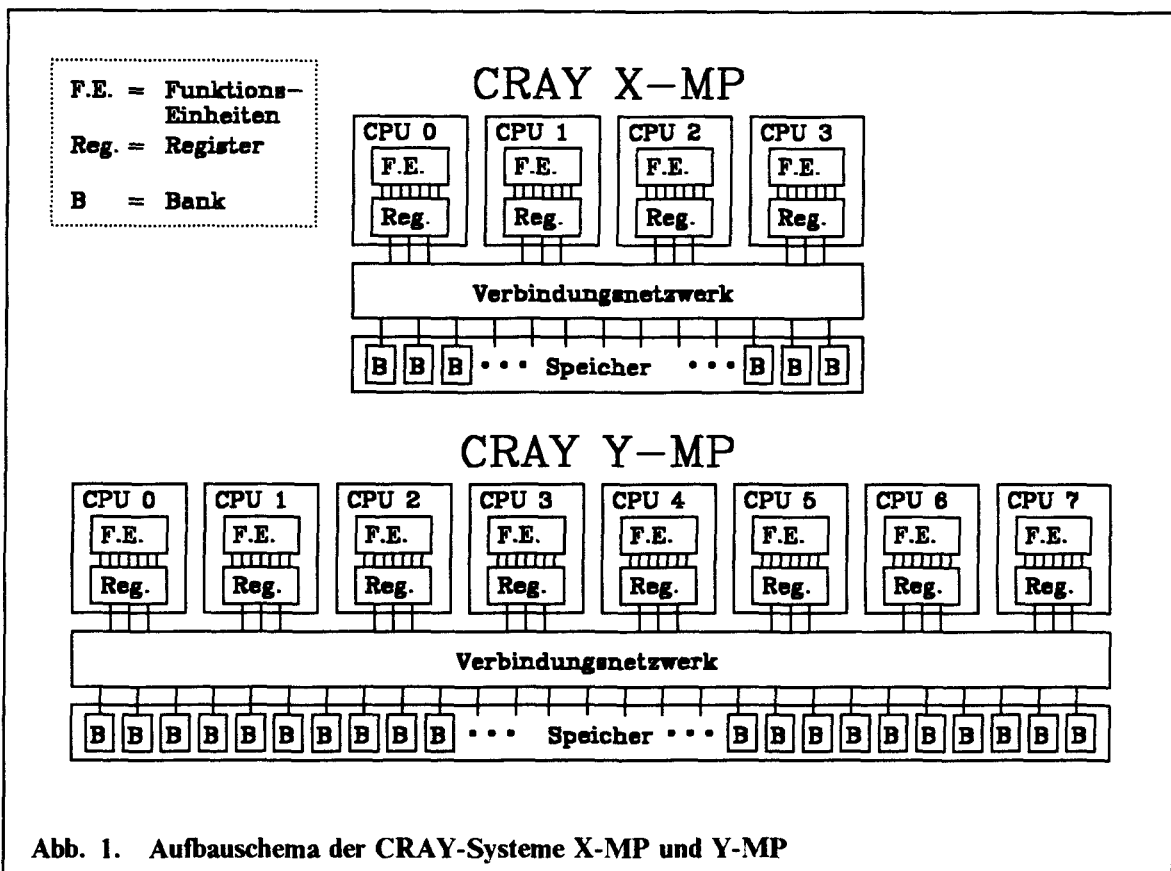 F.E. = Funktions-
Einheiten
Reg. = Register
B = Bank
CRAY X-MP
CPU 0 CPU 1 CPU 2 CPU 3
F.E. F.E. F.E. F.E.
Reg. Reg. Reg. Reg.
Verbindungsnetzwerk
B B B ··· Speicher ··· B B B
CRAY Y-MP
CPU 0 CPU 1 CPU 2 CPU 3 CPU 4 CPU 5 CPU 6 CPU 7
F.E. F.E. F.E. F.E. F.E. F.E. F.E. F.E.
Reg. Reg. Reg. Reg. Reg. Reg. Reg. Reg.
Verbindungsnetzwerk
B B B B B B B B B B ··· Speicher ··· B B B B B B B B B B
Abb. 1. Aufbauschema der CRAY-Systeme X-MP und Y-MP